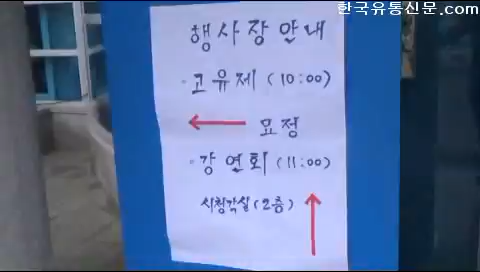 한국유통신문.com
행사장안내
· 고유제 (10:00)
← 묘정
· 강연회 (11:00)
시청각실 (2층) ↑